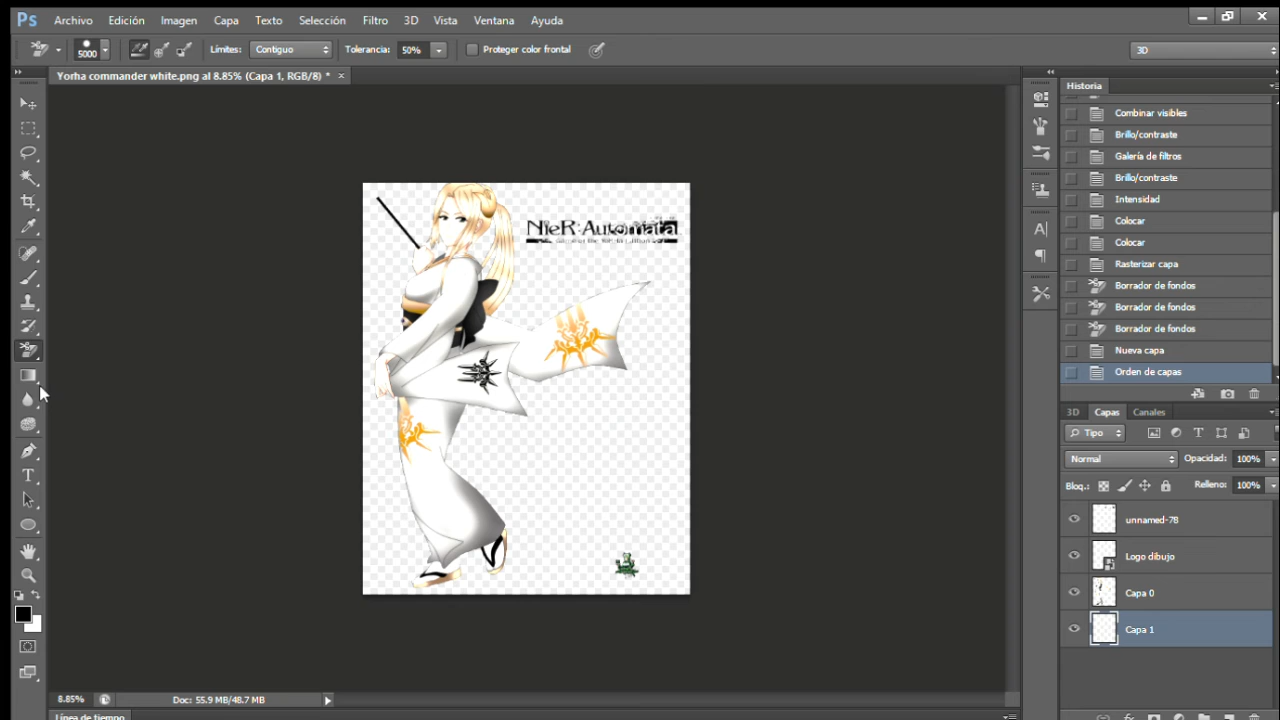 Ps Archivo Edición Imagen Capa Texto Selección Filtro 3D Vista Ventana Ayuda
5000 Límites: Contiguo Tolerancia: 50% Proteger color frontal 3D
Yorha commander white.png al 8.85% (Capa 1, RGB/8) *
Historia
Combinar visibles
Brillo/contraste
Galería de filtros
Brillo/contraste
Intensidad
Colocar
Colocar
Rasterizar capa
Borrador de fondos
Borrador de fondos
Borrador de fondos
Nueva capa
Orden de capas
NieR:Automata
3D Capas Canales
Tipo
Normal Opacidad: 100%
Bloq.: Relleno: 100%
unnamed-78
Logo dibujo
Capa 0
Capa 1
8.85% Doc: 55.9 MB/48.7 MB
Línea de tiempo